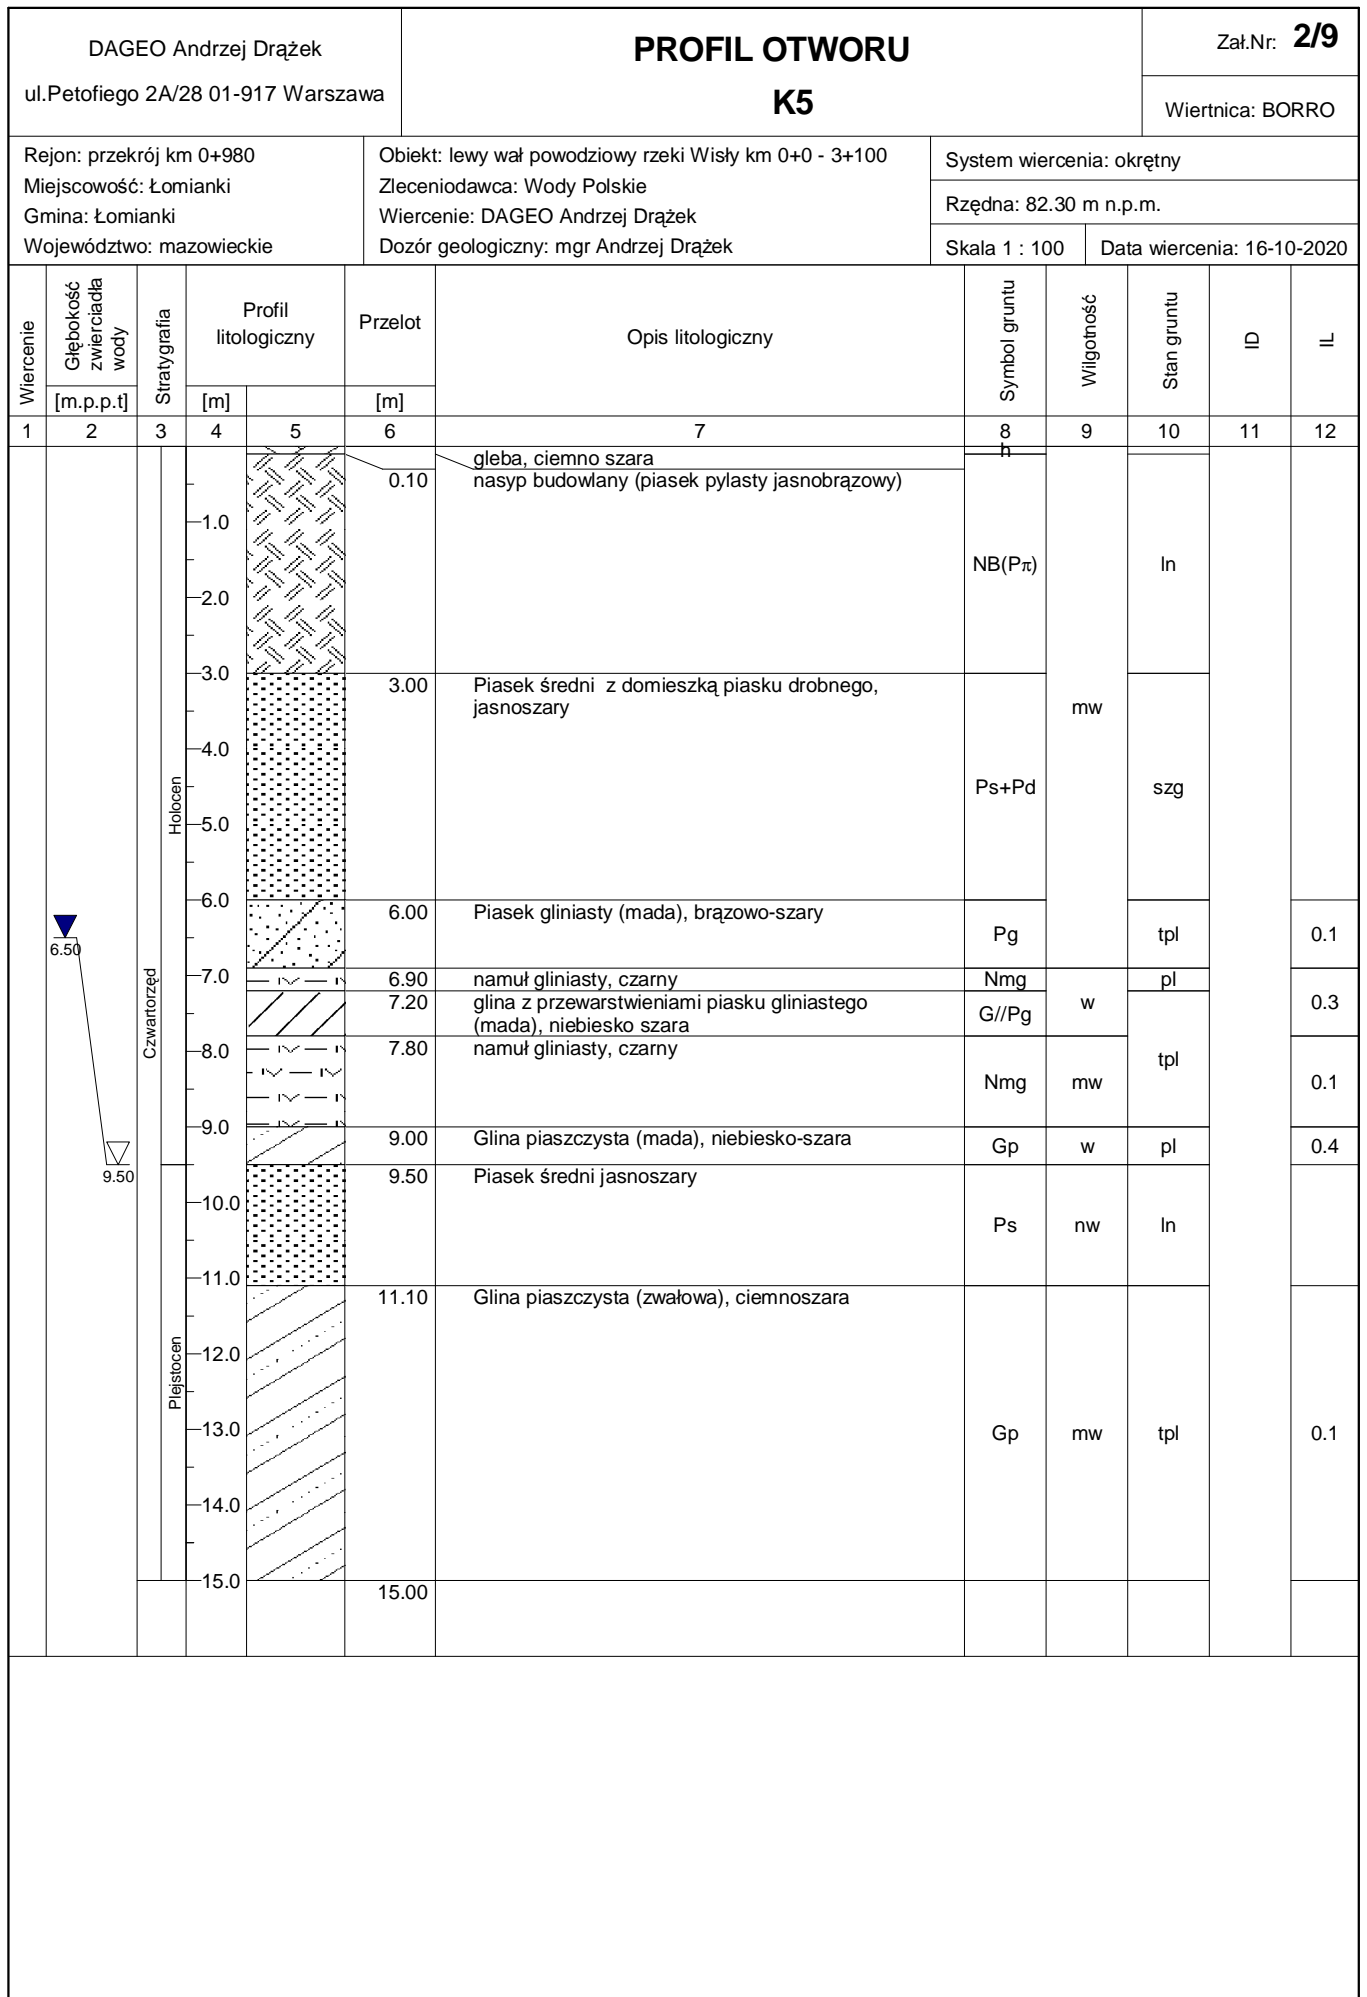 DAGEO Andrzej Drążek
ul.Petofiego 2A/28 01-917 Warszawa
PROFIL OTWORU
K5
Zał.Nr: 2/9
Wiertnica: BORRO
Rejon: przekrój km 0+980
Miejscowość: Łomianki
Gmina: Łomianki
Województwo: mazowieckie
Obiekt: lewy wał powodziowy rzeki Wisły km 0+0 - 3+100
Zleceniodawca: Wody Polskie
Wiercenie: DAGEO Andrzej Drążek
Dozór geologiczny: mgr Andrzej Drążek
System wiercenia: okrętny
Rzędna: 82.30 m n.p.m.
Skala 1 : 100
Data wiercenia: 16-10-2020
Wiercenie
Głębokość
zwierciadła
wody
[m.p.p.t]
Stratygrafia
Profil
litologiczny
[m]
Przelot
[m]
Opis litologiczny
Symbol gruntu
Wilgotność
Stan gruntu
ID
IL
1 2 3 4 5 6 7 8 9 10 11 12
gleba, ciemno szara
h
0.10 nasyp budowlany (piasek pylasty jasnobrązowy)
1.0
NB(Pπ) ln
2.0
3.0
3.00 Piasek średni z domieszką piasku drobnego,
jasnoszary
mw
4.0
Ps+Pd szg
Holocen
5.0
6.0
6.00 Piasek gliniasty (mada), brązowo-szary
Pg tpl 0.1
6.50
7.0
6.90 namuł gliniasty, czarny Nmg pl
7.20 glina z przewarstwieniami piasku gliniastego
(mada), niebiesko szara
G//Pg w 0.3
Czwartorzęd
8.0
7.80 namuł gliniasty, czarny
tpl
Nmg mw 0.1
9.0
9.00 Glina piaszczysta (mada), niebiesko-szara Gp w pl 0.4
9.50
9.50 Piasek średni jasnoszary
10.0
Ps nw ln
11.0
11.10 Glina piaszczysta (zwałowa), ciemnoszara
12.0
Plejstocen
13.0
Gp mw tpl 0.1
14.0
15.0
15.00